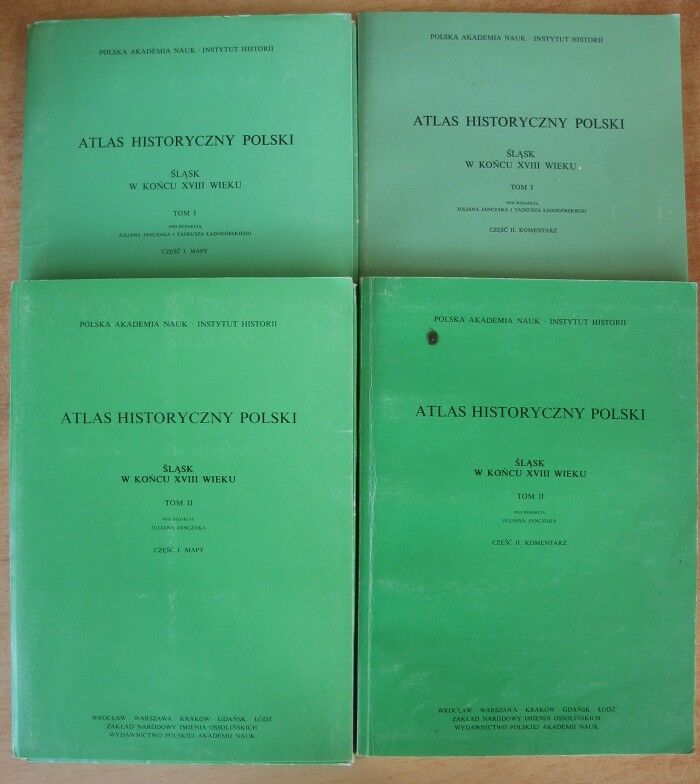 POLSKA AKADEMIA NAUK - INSTYTUT HISTORII
ATLAS HISTORYCZNY POLSKI
ŚLĄSK
W KOŃCU XVIII WIEKU
TOM I
POD REDAKCJĄ
JULIANA JANCZAKA I TADEUSZA ŁADOGÓRSKIEGO
CZĘŚĆ I. MAPY
POLSKA AKADEMIA NAUK - INSTYTUT HISTORII
ATLAS HISTORYCZNY POLSKI
ŚLĄSK
W KOŃCU XVIII WIEKU
TOM I
POD REDAKCJĄ
JULIANA JANCZAKA I TADEUSZA ŁADOGÓRSKIEGO
CZĘŚĆ II. KOMENTARZ
POLSKA AKADEMIA NAUK - INSTYTUT HISTORII
ATLAS HISTORYCZNY POLSKI
ŚLĄSK
W KOŃCU XVIII WIEKU
TOM II
POD REDAKCJĄ
JULIANA JANCZAKA
CZĘŚĆ I. MAPY
WROCŁAW · WARSZAWA · KRAKÓW · GDAŃSK · ŁÓDŹ
ZAKŁAD NARODOWY IMIENIA OSSOLIŃSKICH
WYDAWNICTWO POLSKIEJ AKADEMII NAUK
POLSKA AKADEMIA NAUK - INSTYTUT HISTORII
ATLAS HISTORYCZNY POLSKI
ŚLĄSK
W KOŃCU XVIII WIEKU
TOM II
POD REDAKCJĄ
JULIANA JANCZAKA
CZĘŚĆ II. KOMENTARZ
WROCŁAW · WARSZAWA · KRAKÓW · GDAŃSK · ŁÓDŹ
ZAKŁAD NARODOWY IMIENIA OSSOLIŃSKICH
WYDAWNICTWO POLSKIEJ AKADEMII NAUK